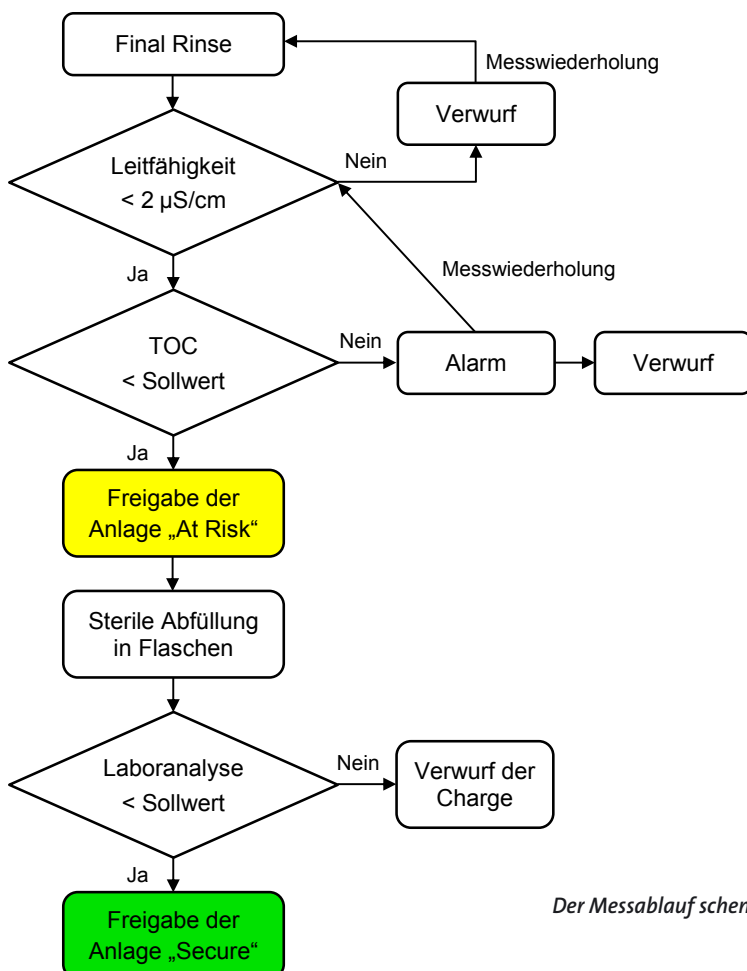 Final Rinse
Messwiederholung
Verwurf
Leitfähigkeit
< 2 µS/cm
Nein
Messwiederholung
Ja
TOC
< Sollwert
Nein
Alarm
Verwurf
Ja
Freigabe der
Anlage „At Risk“
Sterile Abfüllung
in Flaschen
Laboranalyse
< Sollwert
Nein
Verwurf der
Charge
Ja
Freigabe der
Anlage „Secure“
Der Messablauf